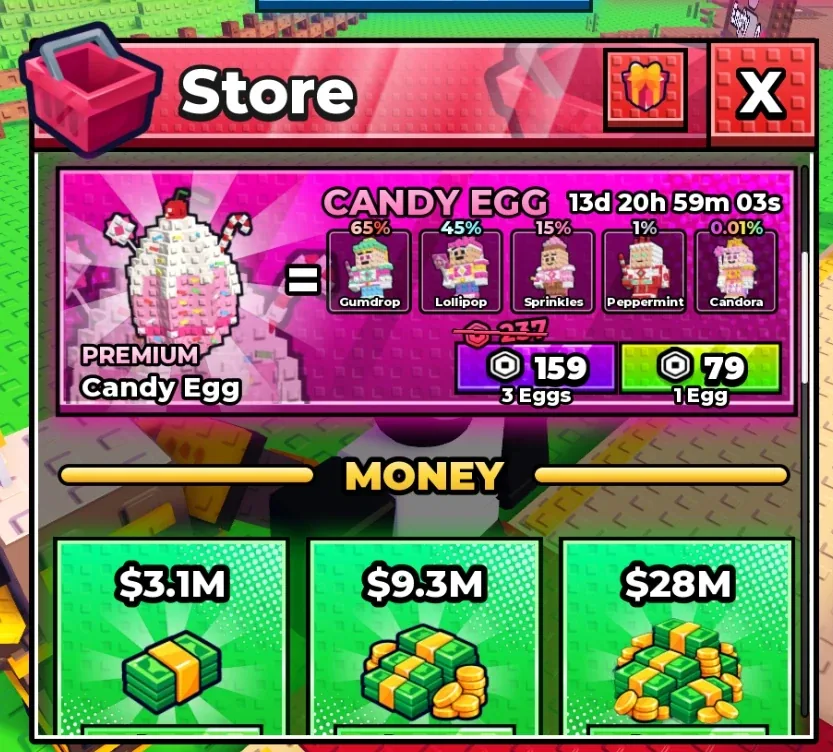 Store
X
CANDY EGG 13d 20h 59m 03s
65% 45% 15% 1% 0.01%
=
Gumdrop Lollipop Sprinkles Peppermint Candora
237
PREMIUM
Candy Egg
159 79
3 Eggs 1 Egg
MONEY
$3.1M $9.3M $28M